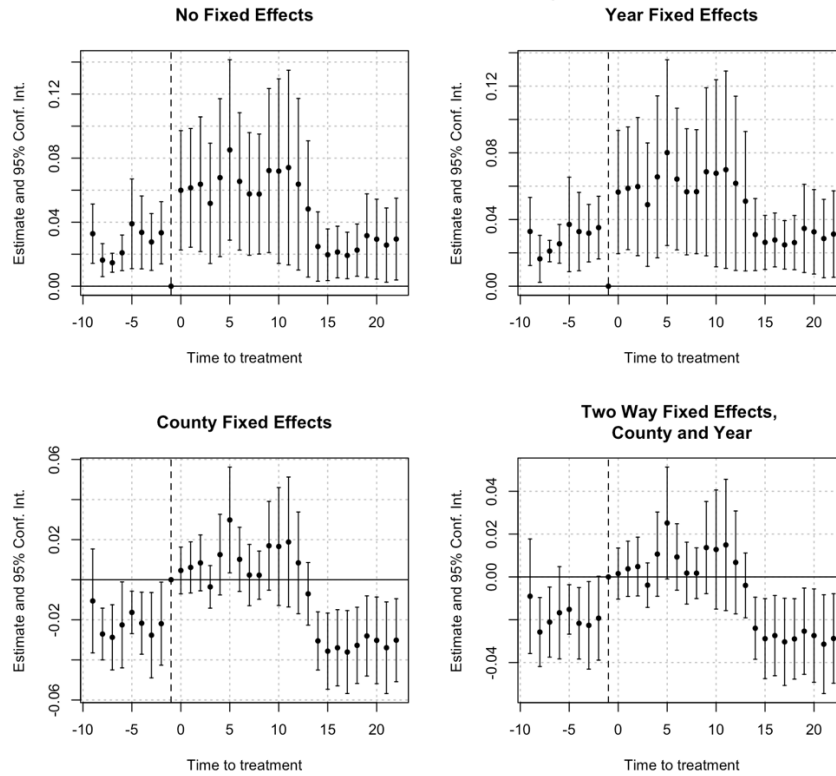 No Fixed Effects
Estimate and 95% Conf. Int.
0.12
0.08
0.04
0.00
-10 -5 0 5 10 15 20
Time to treatment
Year Fixed Effects
Estimate and 95% Conf. Int.
0.12
0.08
0.04
0.00
-10 -5 0 5 10 15 20
Time to treatment
County Fixed Effects
Estimate and 95% Conf. Int.
0.06
0.02
-0.02
-0.06
-10 -5 0 5 10 15 20
Time to treatment
Two Way Fixed Effects,
County and Year
Estimate and 95% Conf. Int.
0.04
0.00
-0.04
-10 -5 0 5 10 15 20
Time to treatment